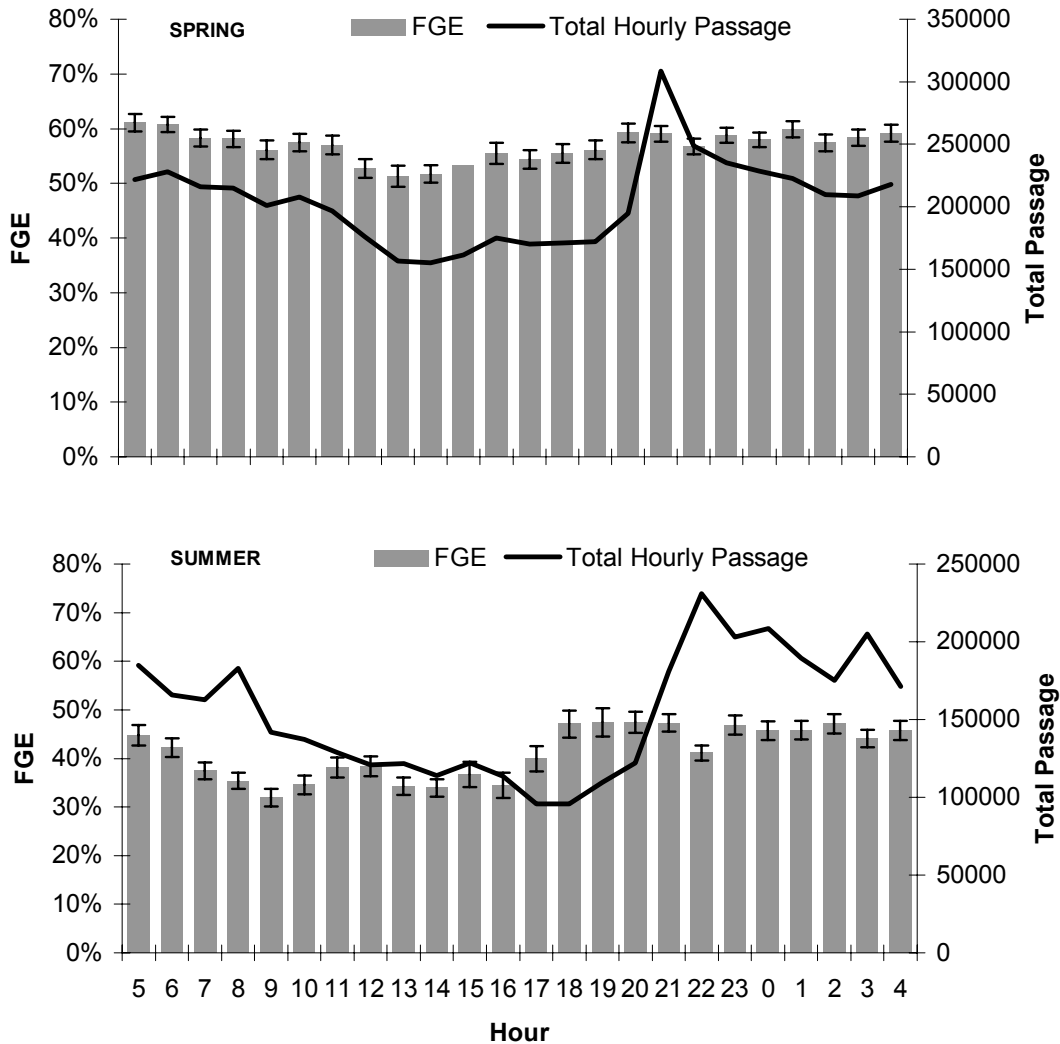 SPRING
FGE
Total Hourly Passage
80%
70%
60%
50%
40%
30%
20%
10%
0%
FGE
350000
300000
250000
200000
150000
100000
50000
0
Total Passage
SUMMER
FGE
Total Hourly Passage
80%
70%
60%
50%
40%
30%
20%
10%
0%
FGE
250000
200000
150000
100000
50000
0
Total Passage
5 6 7 8 9 10 11 12 13 14 15 16 17 18 19 20 21 22 23 0 1 2 3 4
Hour